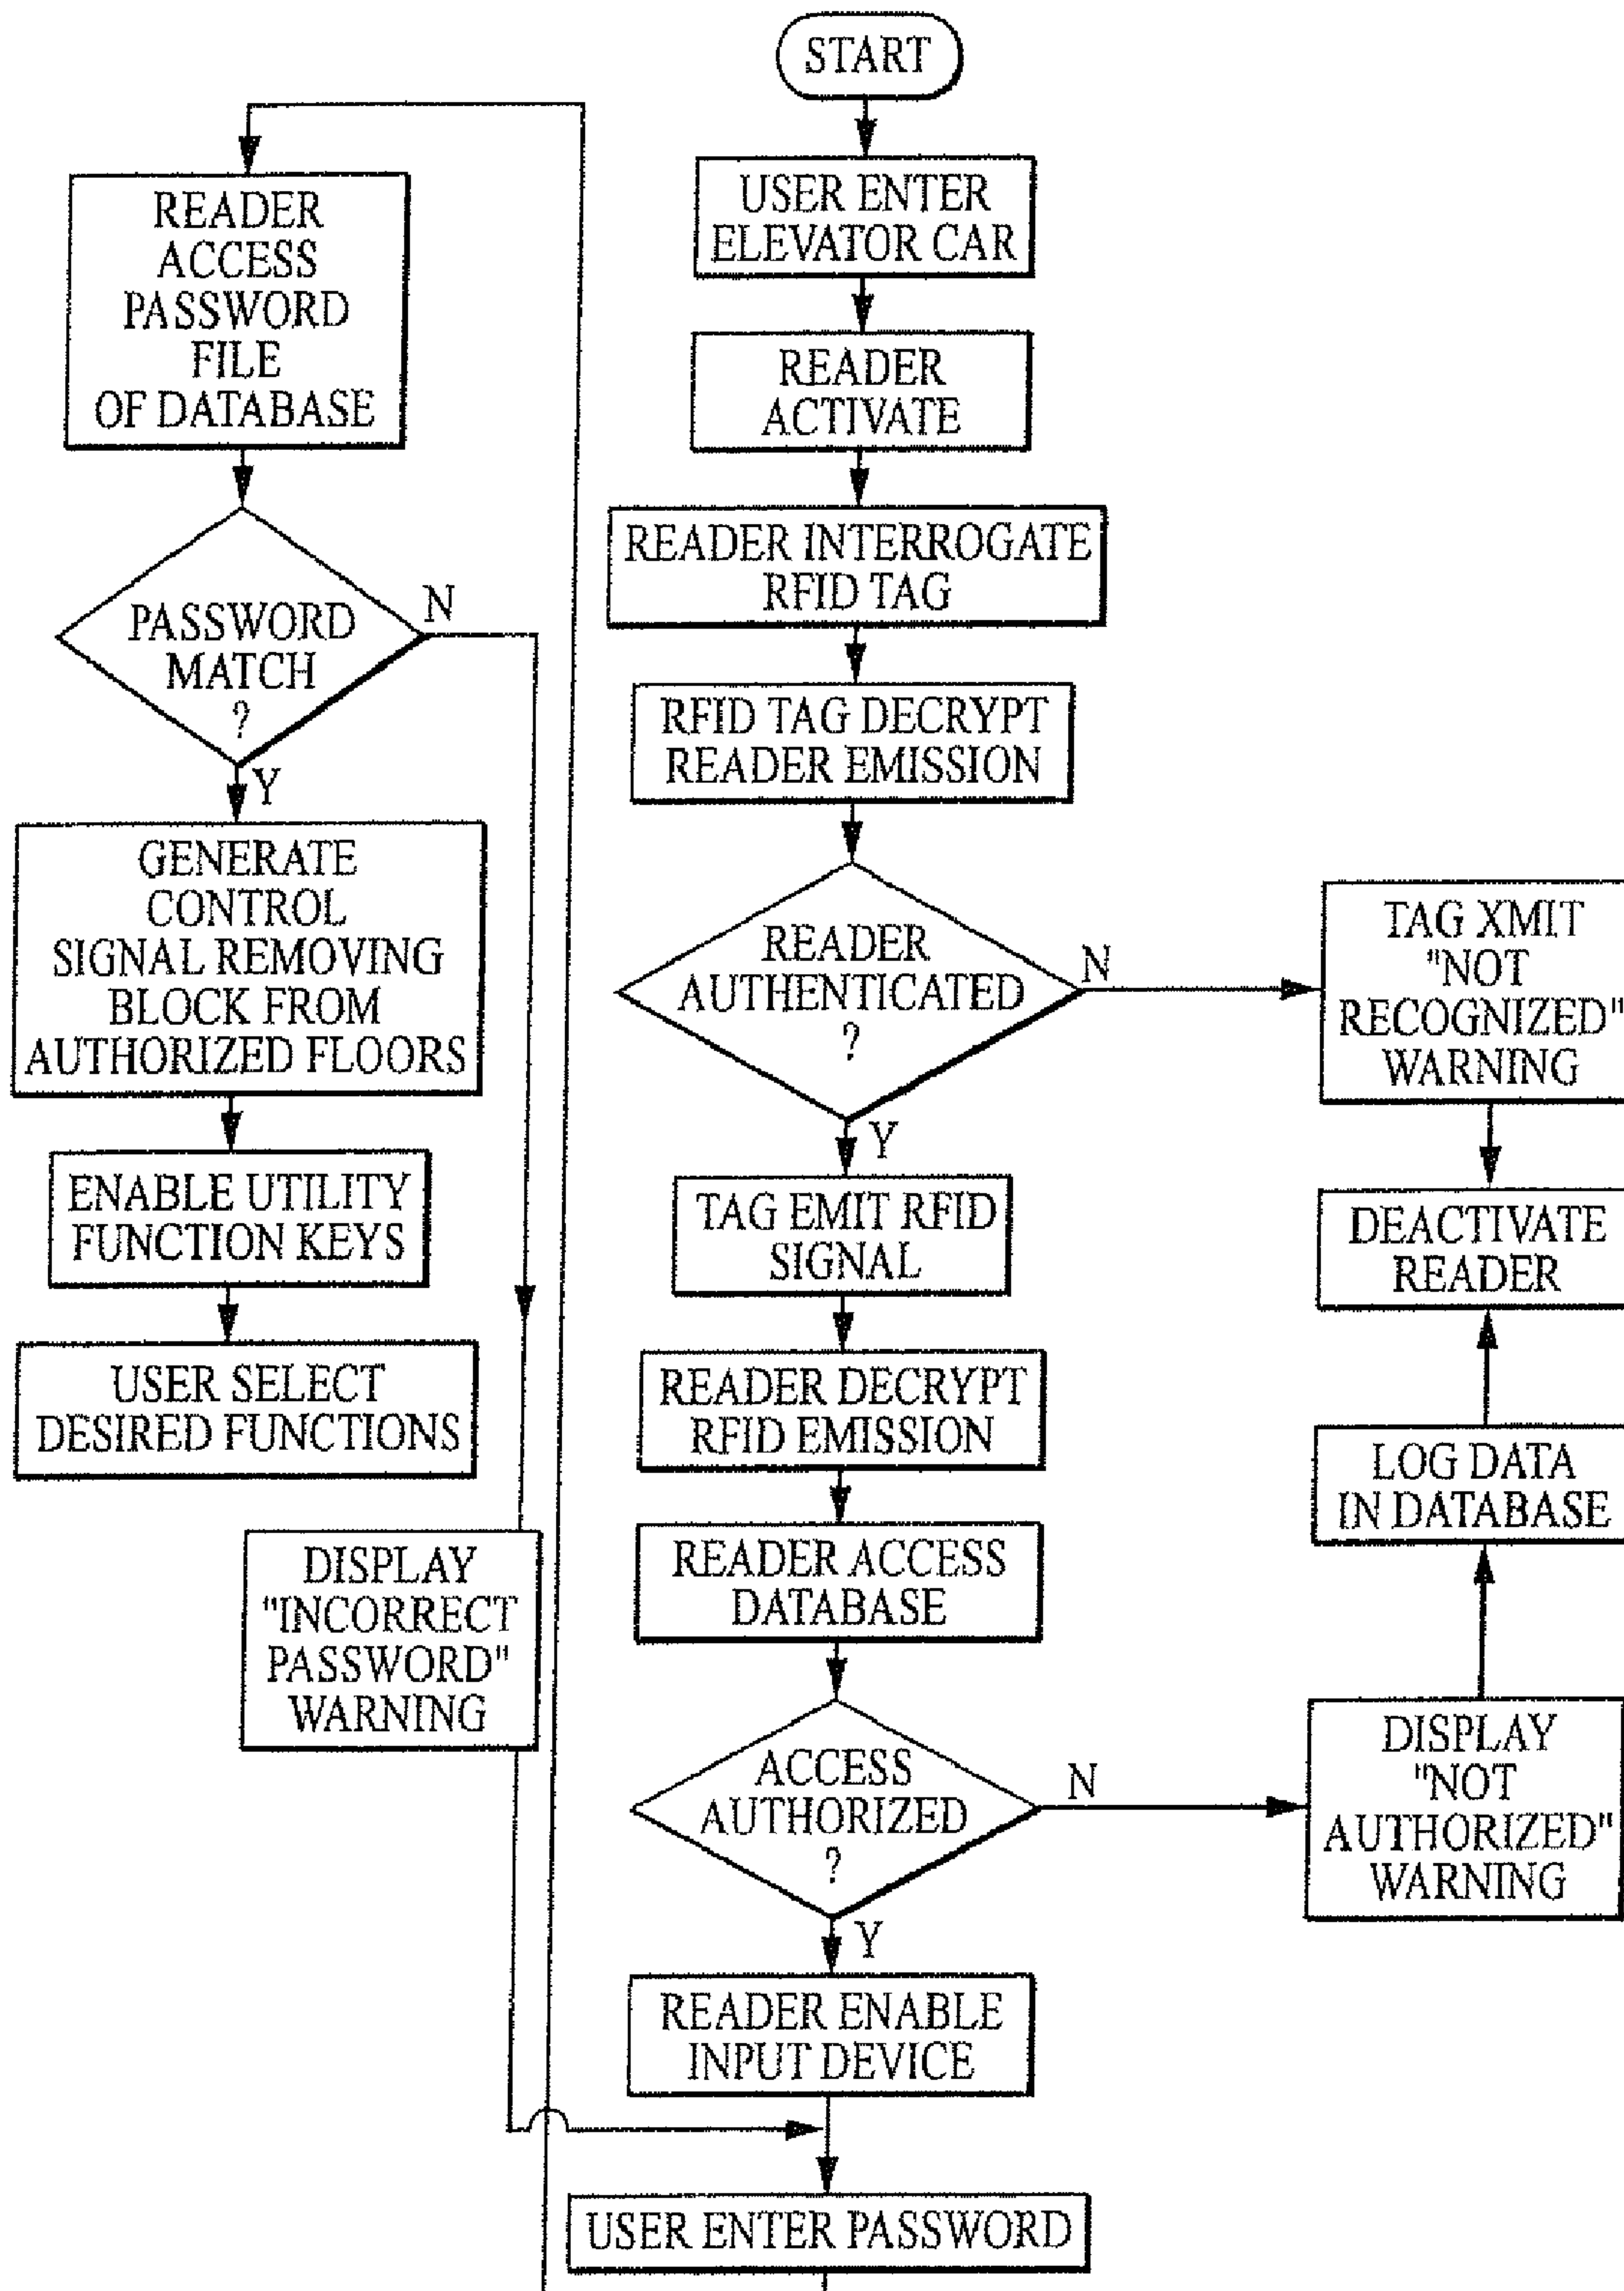 START
USER ENTER
ELEVATOR CAR
READER
ACTIVATE
READER INTERROGATE
RFID TAG
RFID TAG DECRYPT
READER EMISSION
READER
AUTHENTICATED
?
N
TAG XMIT
"NOT
RECOGNIZED"
WARNING
DEACTIVATE
READER
Y
TAG EMIT RFID
SIGNAL
READER DECRYPT
RFID EMISSION
READER ACCESS
DATABASE
ACCESS
AUTHORIZED
?
N
DISPLAY
"NOT
AUTHORIZED"
WARNING
LOG DATA
IN DATABASE
Y
READER ENABLE
INPUT DEVICE
USER ENTER PASSWORD
READER
ACCESS
PASSWORD
FILE
OF DATABASE
PASSWORD
MATCH
?
N
Y
GENERATE
CONTROL
SIGNAL REMOVING
BLOCK FROM
AUTHORIZED FLOORS
ENABLE UTILITY
FUNCTION KEYS
USER SELECT
DESIRED FUNCTIONS
DISPLAY
"INCORRECT
PASSWORD"
WARNING